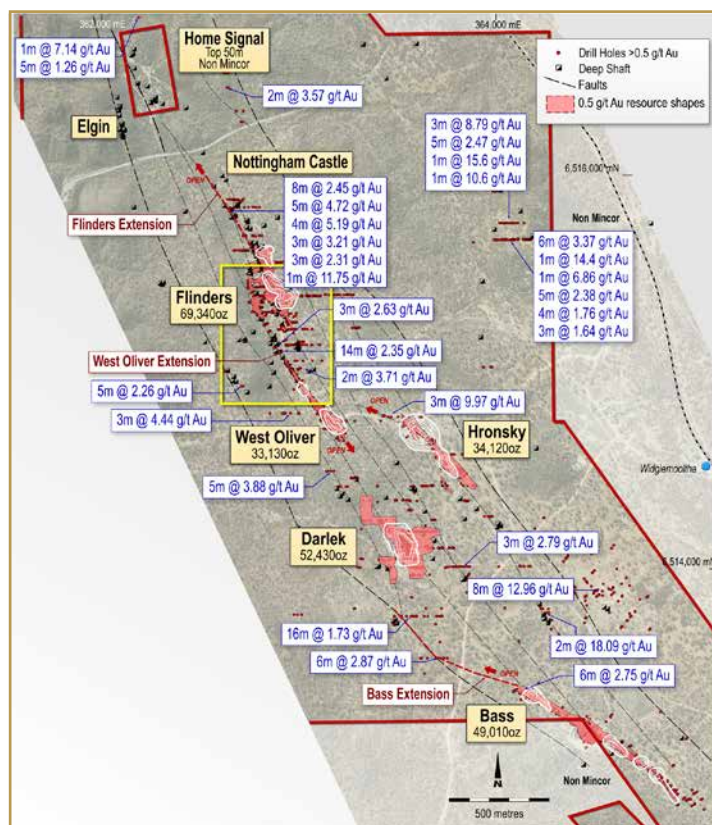 362,000 mE
364,000 mE
1m @ 7.14 g/t Au
5m @ 1.26 g/t Au
Home Signal
Top 50m
Non Mincor
Drill Holes >0.5 g/t Au
Deep Shaft
Faults
0.5 g/t Au resource shapes
2m @ 3.57 g/t Au
Elgin
3m @ 8.79 g/t Au
5m @ 2.47 g/t Au
1m @ 15.6 g/t Au
1m @ 10.6 g/t Au
6,516,000 mN
Nottingham Castle
OPEN
Flinders Extension
8m @ 2.45 g/t Au
5m @ 4.72 g/t Au
4m @ 5.19 g/t Au
3m @ 3.21 g/t Au
3m @ 2.31 g/t Au
1m @ 11.75 g/t Au
Non Mincor
6m @ 3.37 g/t Au
1m @ 14.4 g/t Au
1m @ 6.86 g/t Au
5m @ 2.38 g/t Au
4m @ 1.76 g/t Au
3m @ 1.64 g/t Au
Flinders
69,340oz
3m @ 2.63 g/t Au
West Oliver Extension
14m @ 2.35 g/t Au
2m @ 3.71 g/t Au
5m @ 2.26 g/t Au
OPEN
3m @ 9.97 g/t Au
3m @ 4.44 g/t Au
West Oliver
33,130oz
Hronsky
34,120oz
OPEN
Widgiemooltha
5m @ 3.88 g/t Au
Darlek
52,430oz
3m @ 2.79 g/t Au
6,514,000 mN
8m @ 12.96 g/t Au
16m @ 1.73 g/t Au
2m @ 18.09 g/t Au
6m @ 2.87 g/t Au
OPEN
6m @ 2.75 g/t Au
Bass Extension
Bass
49,010oz
N
Non Mincor
500 metres